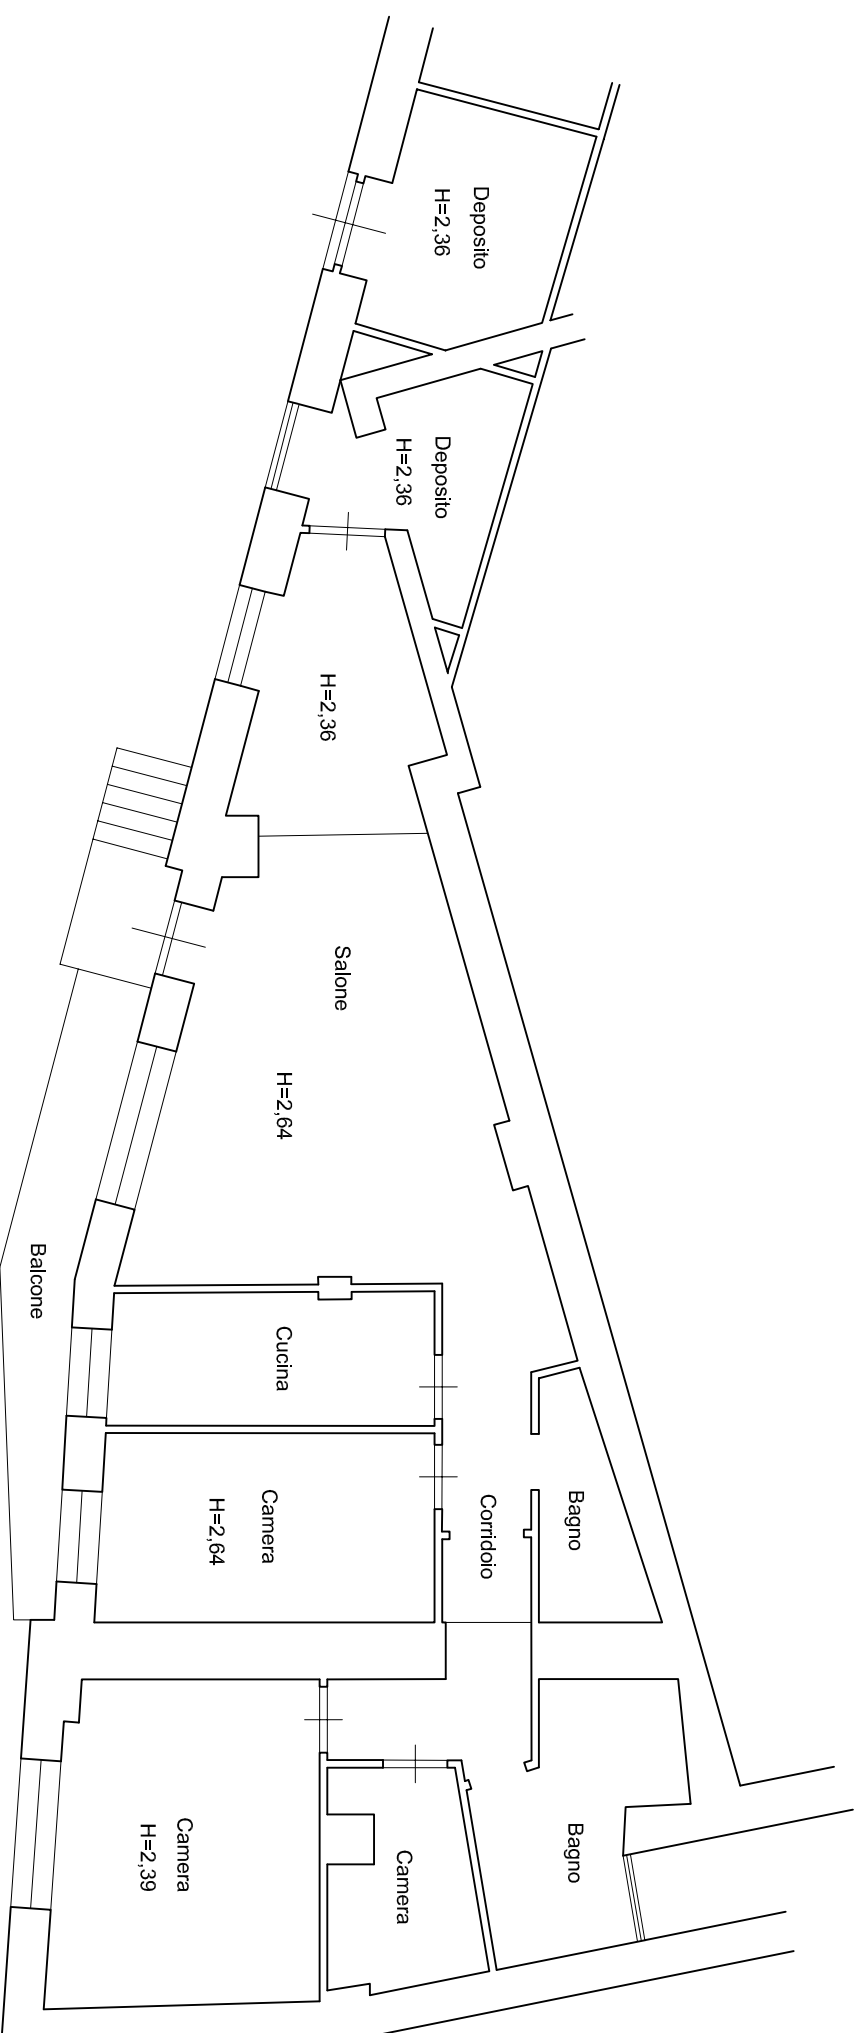 Deposito
H=2,36
Deposito
H=2,36
H=2,36
Salone
H=2,64
Balcone
Cucina
Camera
H=2,64
Corridoio
Bagno
Camera
H=2,39
Camera
Bagno